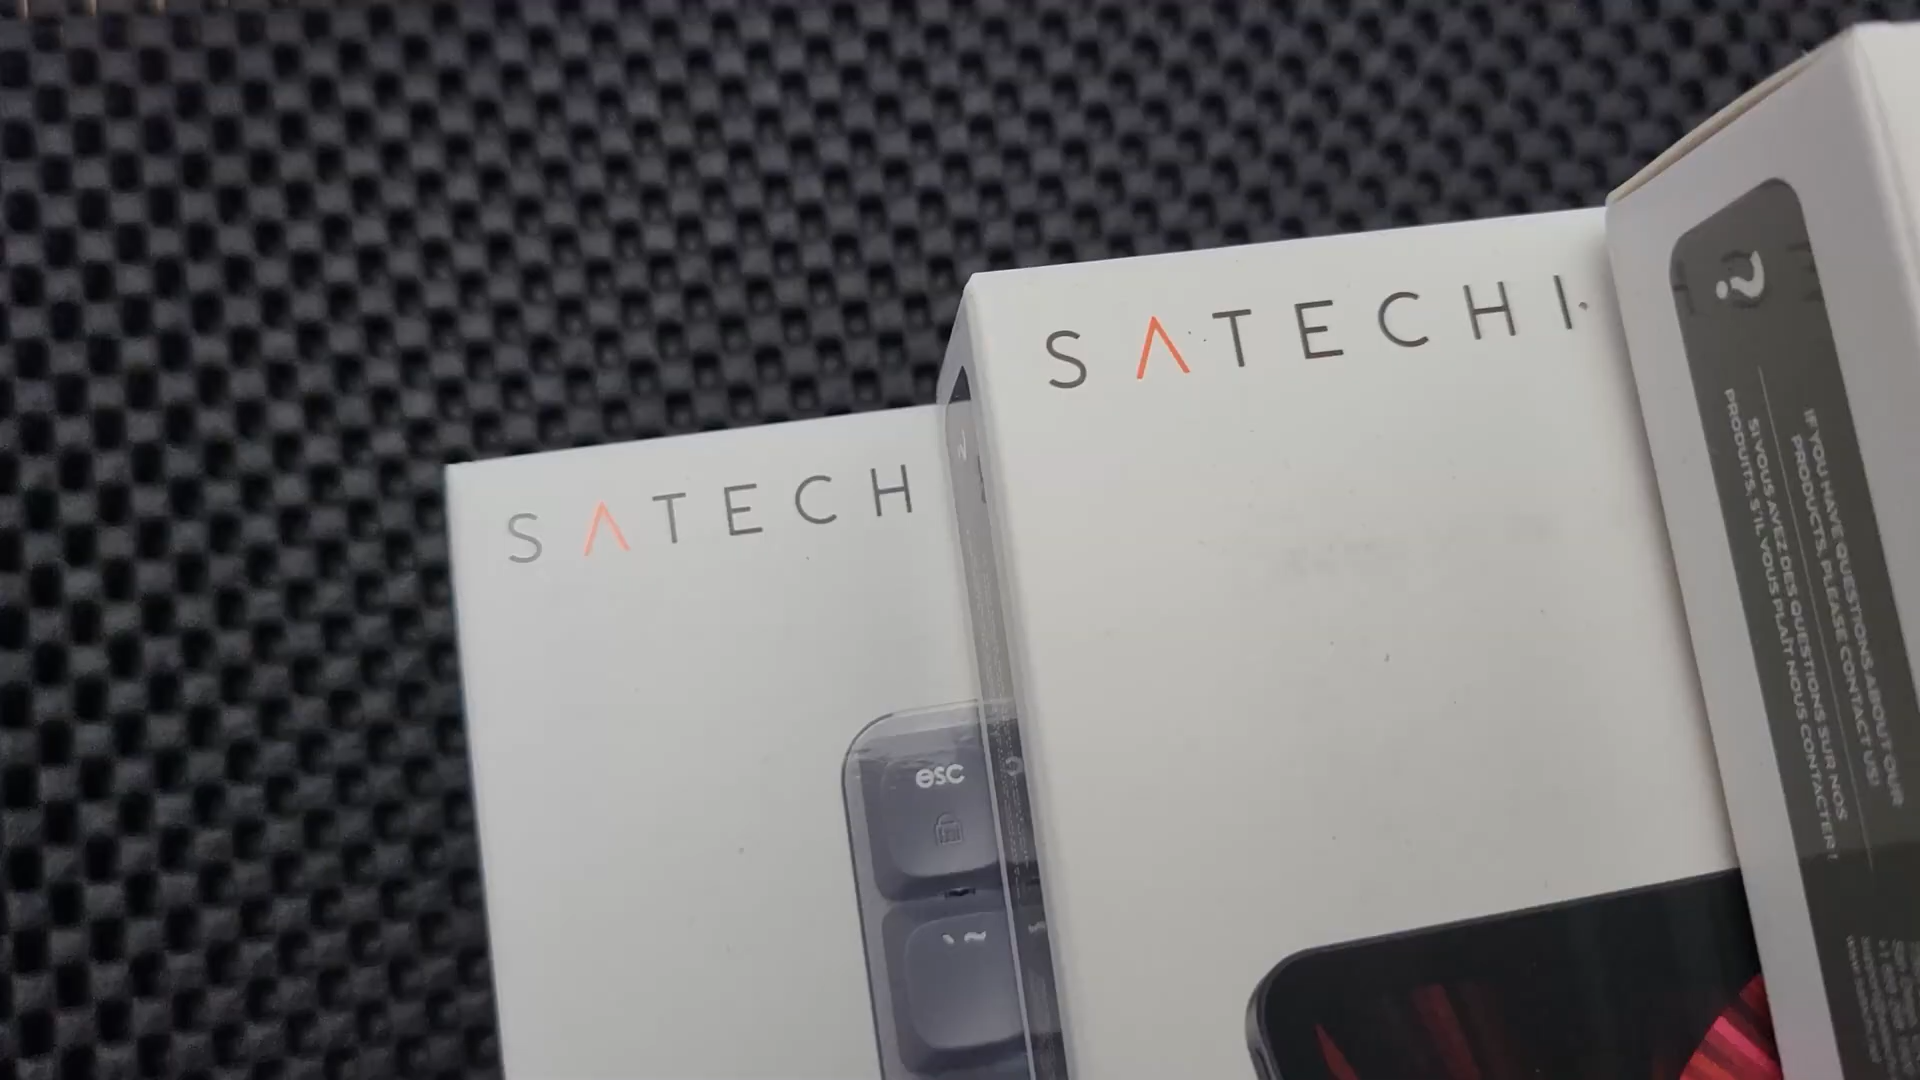 SATECH
SATECHI
esc
` ~
?
IF YOU HAVE QUESTIONS ABOUT OUR
PRODUCTS, PLEASE CONTACT US!
SI VOUS AVEZ DES QUESTIONS SUR NOS
PRODUITS, S'IL VOUS PLAÎT NOUS CONTACTER!